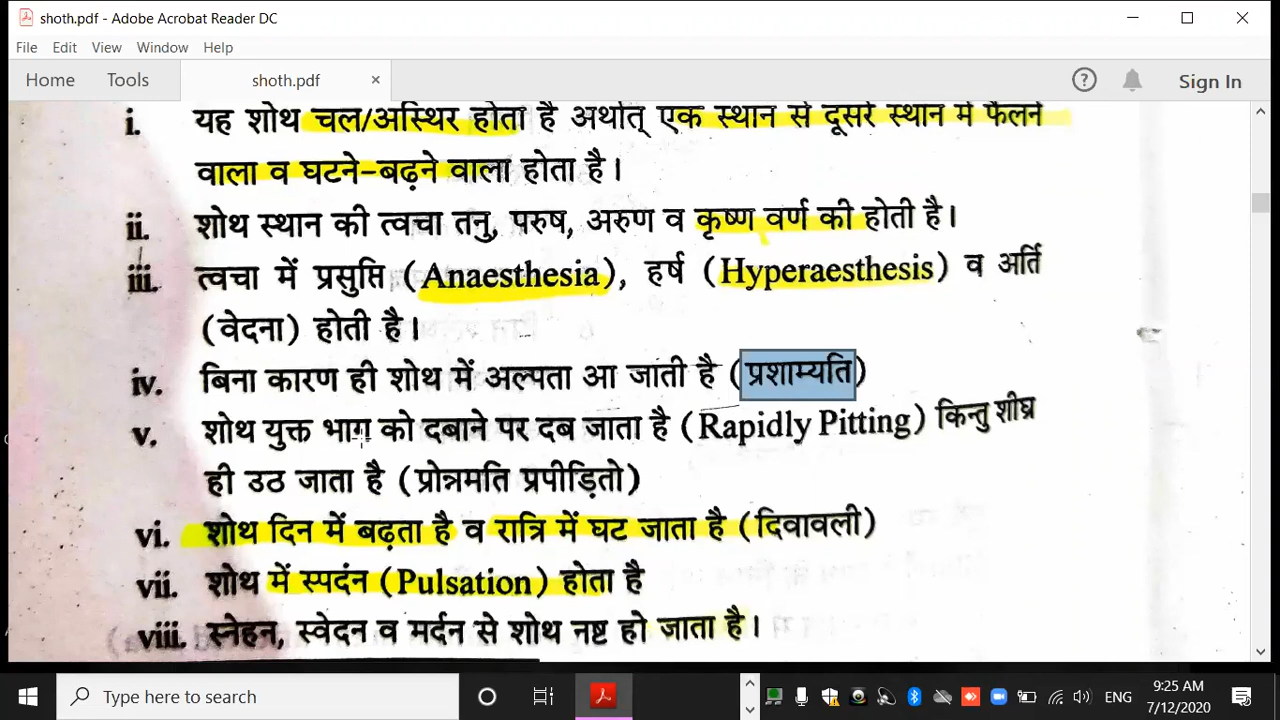 shoth.pdf - Adobe Acrobat Reader DC
File Edit View Window Help
Home Tools shoth.pdf × ? Sign In
i. यह शोथ चल/अस्थिर होता है अर्थात् एक स्थान से दूसरे स्थान में फैलने
वाला व घटने-बढ़ने वाला होता है।
ii. शोथ स्थान की त्वचा तनु, परुष, अरुण व कृष्ण वर्ण की होती है।
iii. त्वचा में प्रसुप्ति (Anaesthesia), हर्ष (Hyperaesthesis) व अर्ति
(वेदना) होती है।
iv. बिना कारण ही शोथ में अल्पता आ जाती है (प्रशाम्यति)
v. शोथ युक्त भाग को दबाने पर दब जाता है (Rapidly Pitting) किन्तु शीघ्र
ही उठ जाता है (प्रोन्नमति प्रपीड़ितो)
vi. शोथ दिन में बढ़ता है व रात्रि में घट जाता है (दिवावली)
vii. शोथ में स्पदंन (Pulsation) होता है
viii. स्नेहन, स्वेदन व मर्दन से शोथ नष्ट हो जाता है।
Type here to search
ENG
9:25 AM
7/12/2020